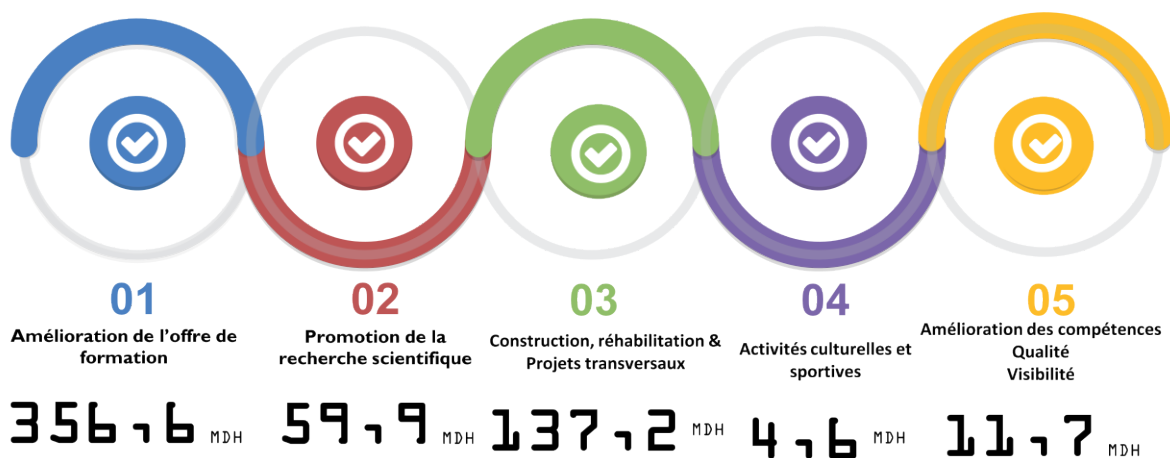 01
Amélioration de l'offre de
formation
356,6 MDH
02
Promotion de la
recherche scientifique
59,9 MDH
03
Construction, réhabilitation &
Projets transversaux
137,2 MDH
04
Activités culturelles et
sportives
4,6 MDH
05
Amélioration des compétences
Qualité
Visibilité
11,7 MDH